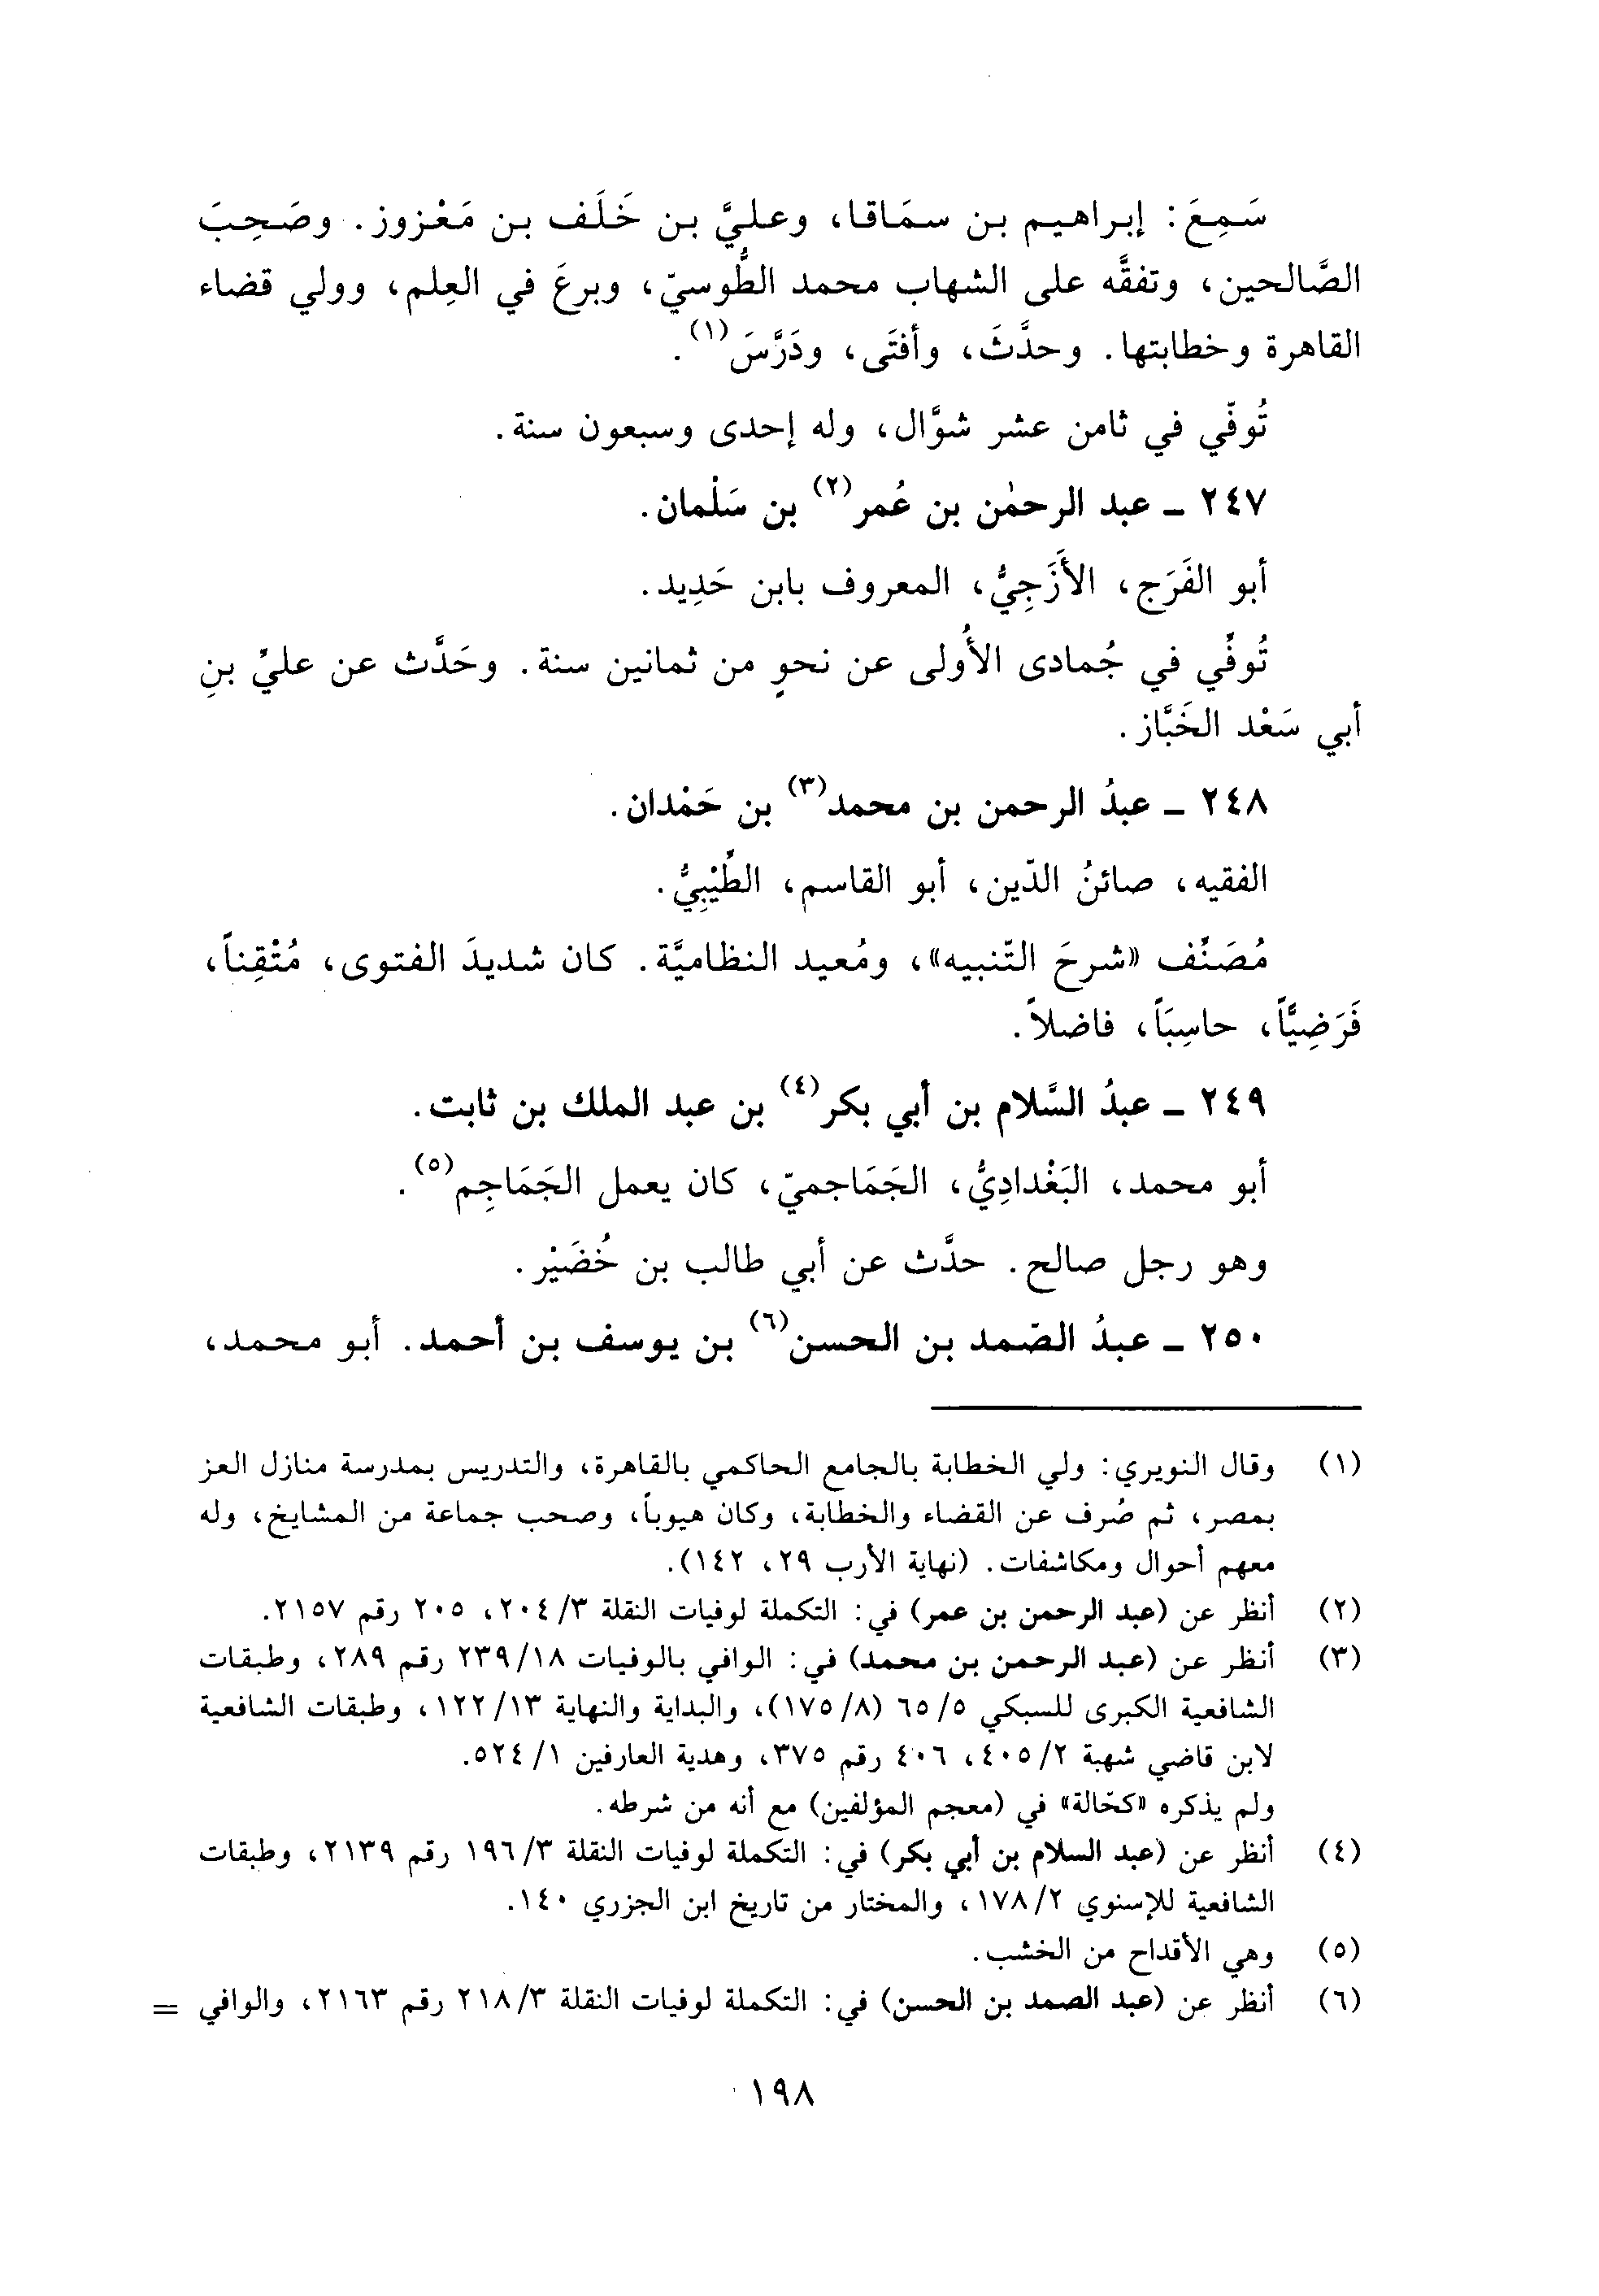 سَمِعَ: إبراهيم بن سمَاقا، وعليَّ بن خَلَف بن مَعْزوز. وصَحِبَ
الصَّالحين، وتفقَّه على الشهاب محمد الطُّوسيّ، وبرعَ في العِلم، وولي قضاء
القاهرة وخطابتها. وحدَّثَ، وأفتَى، ودَرَّسَ(١).
تُوفّي في ثامن عشر شوَّال، وله إحدى وسبعون سنة.
٢٤٧ ـ عبد الرحمٰن بن عُمر(٢) بن سَلْمان.
أبو الفَرَج، الأَزَجِيُّ، المعروف بابن حَدِيد.
تُوفِّي في جُمادى الأُولى عن نحوٍ من ثمانين سنة. وحَدَّث عن عليِّ بنِ
أبي سَعْد الخَبَّاز.
٢٤٨ ـ عبدُ الرحمن بن محمد(٣) بن حَمْدان.
الفقيه، صائنُ الدّين، أبو القاسم، الطِّيْبِيُّ.
مُصَنِّف «شرحَ التّنبيه»، ومُعيد النظاميَّة. كان شديدَ الفتوى، مُتْقِناً،
فَرَضِيًّاً، حاسِبَاً، فاضلاً.
٢٤٩ ـ عبدُ السَّلام بن أبي بكر(٤) بن عبد الملك بن ثابت.
أبو محمد، البَغْدادِيُّ، الجَمَاجميّ، كان يعمل الجَمَاجِم(٥).
وهو رجل صالح. حدَّث عن أبي طالب بن خُضَيْر.
٢٥٠ ـ عبدُ الصّمد بن الحسن(٦) بن يوسف بن أحمد. أبو محمد،
(١) وقال النويري: ولي الخطابة بالجامع الحاكمي بالقاهرة، والتدريس بمدرسة منازل العز
بمصر، ثم صُرف عن القضاء والخطابة، وكان هيوباً، وصحب جماعة من المشايخ، وله
معهم أحوال ومكاشفات. (نهاية الأرب ٢٩، ١٤٢).
(٢) أنظر عن (عبد الرحمن بن عمر) في: التكملة لوفيات النقلة ٣/ ٢٠٤، ٢٠٥ رقم ٢١٥٧.
(٣) أنظر عن (عبد الرحمن بن محمد) في: الوافي بالوفيات ١٨/ ٢٣٩ رقم ٢٨٩، وطبقات
الشافعية الكبرى للسبكي ٥/ ٦٥ (٨/ ١٧٥)، والبداية والنهاية ١٣/ ١٢٢، وطبقات الشافعية
لابن قاضي شهبة ٢/ ٤٠٥، ٤٠٦ رقم ٣٧٥، وهدية العارفين ١/ ٥٢٤.
ولم يذكره «كحّالة» في (معجم المؤلفين) مع أنه من شرطه.
(٤) أنظر عن (عبد السلام بن أبي بكر) في: التكملة لوفيات النقلة ٣/ ١٩٦ رقم ٢١٣٩، وطبقات
الشافعية للإسنوي ٢/ ١٧٨، والمختار من تاريخ ابن الجزري ١٤٠.
(٥) وهي الأقداح من الخشب.
(٦) أنظر عن (عبد الصمد بن الحسن) في: التكملة لوفيات النقلة ٣/ ٢١٨ رقم ٢١٦٣، والوافي =
١٩٨